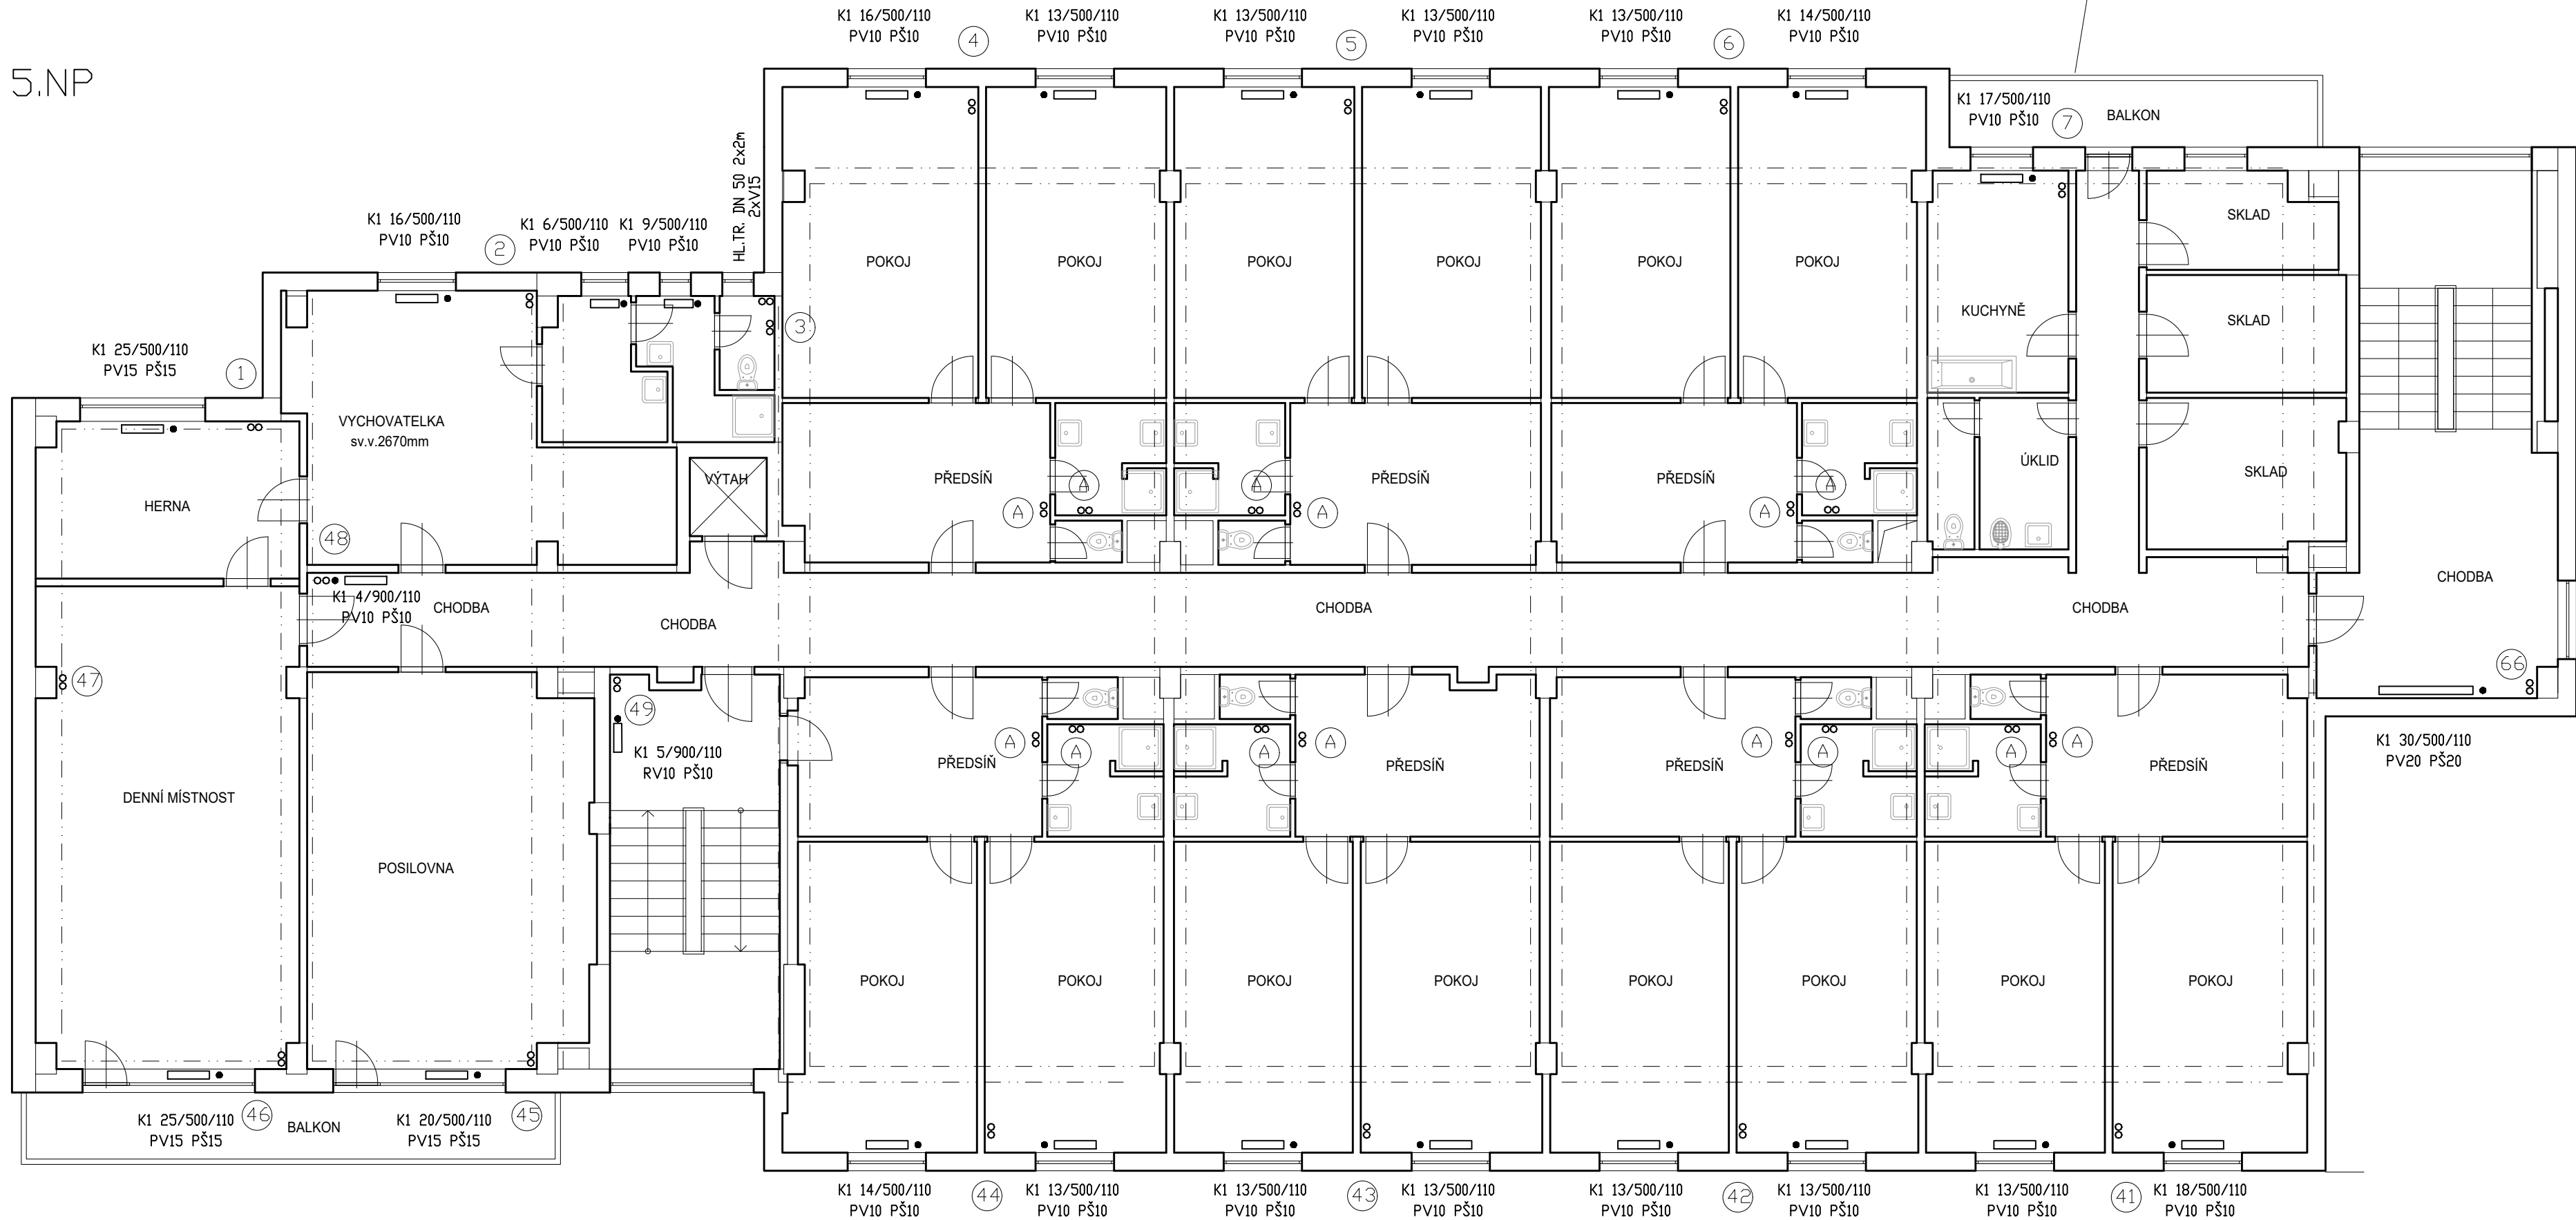 K1 16/500/110
PV10 PŠ10
4
K1 13/500/110
PV10 PŠ10
K1 13/500/110
PV10 PŠ10
5
K1 13/500/110
PV10 PŠ10
K1 13/500/110
PV10 PŠ10
6
K1 14/500/110
PV10 PŠ10
5.NP
K1 17/500/110
PV10 PŠ10
7
BALKON
HL.TR. DN 50 2x2m
2xV15
K1 16/500/110
PV10 PŠ10
2
K1 6/500/110
PV10 PŠ10
K1 9/500/110
PV10 PŠ10
SKLAD
POKOJ
POKOJ
POKOJ
POKOJ
POKOJ
POKOJ
KUCHYNĚ
SKLAD
3
K1 25/500/110
PV15 PŠ15
1
VYCHOVATELKA
sv.v.2670mm
ÚKLID
SKLAD
VÝTAH
PŘEDSÍŇ
A
A
A
A
PŘEDSÍŇ
PŘEDSÍŇ
A
A
HERNA
48
CHODBA
K1 4/900/110
PV10 PŠ10
CHODBA
CHODBA
CHODBA
CHODBA
47
66
49
K1 5/900/110
RV10 PŠ10
PŘEDSÍŇ
A
A
A
A
PŘEDSÍŇ
PŘEDSÍŇ
A
A
A
A
PŘEDSÍŇ
K1 30/500/110
PV20 PŠ20
DENNÍ MÍSTNOST
POSILOVNA
POKOJ
POKOJ
POKOJ
POKOJ
POKOJ
POKOJ
POKOJ
POKOJ
K1 25/500/110
PV15 PŠ15
46
BALKON
K1 20/500/110
PV15 PŠ15
45
K1 14/500/110
PV10 PŠ10
44
K1 13/500/110
PV10 PŠ10
K1 13/500/110
PV10 PŠ10
43
K1 13/500/110
PV10 PŠ10
K1 13/500/110
PV10 PŠ10
42
K1 13/500/110
PV10 PŠ10
K1 13/500/110
PV10 PŠ10
41
K1 18/500/110
PV10 PŠ10